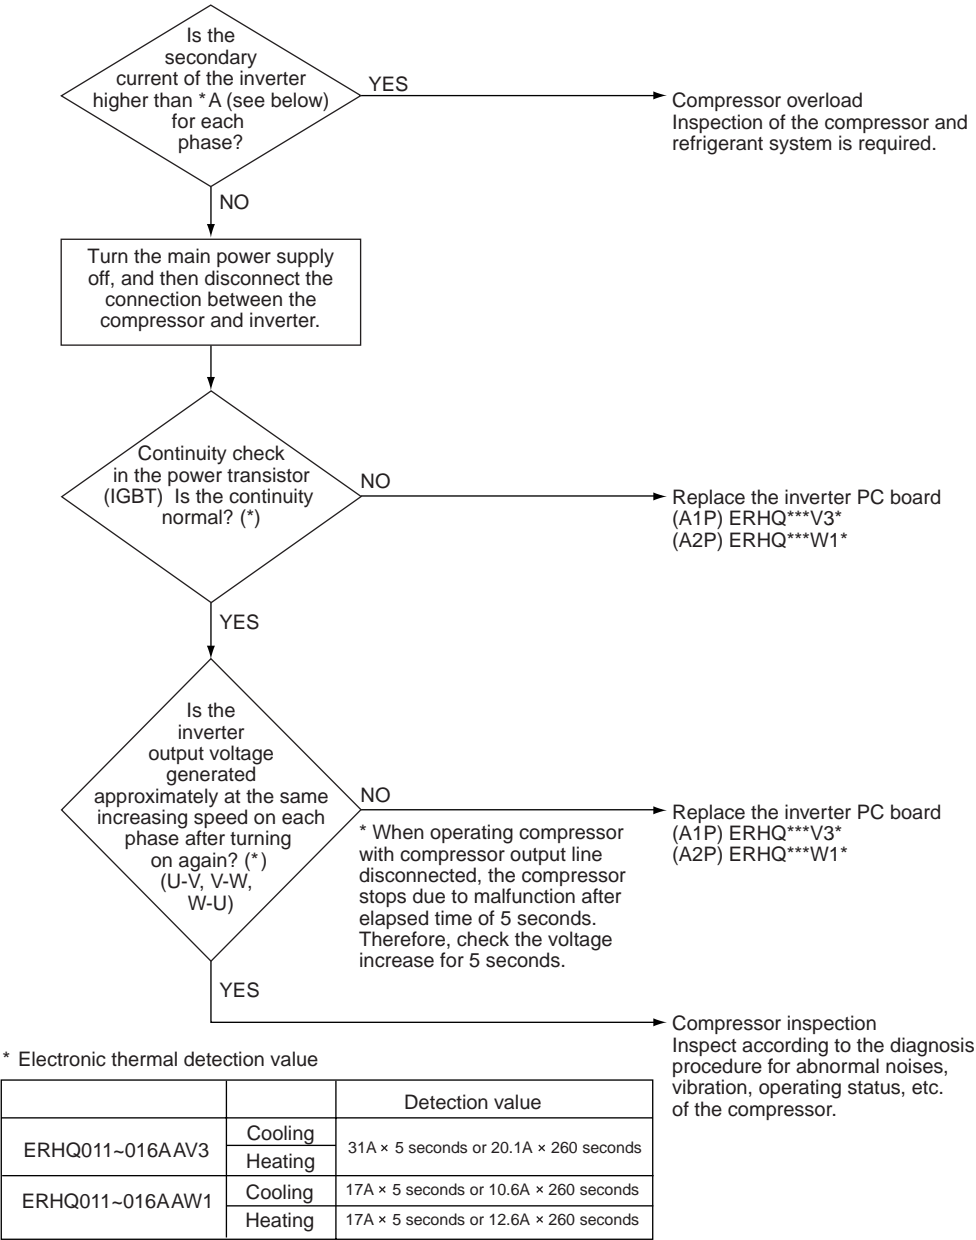 Is the
secondary
current of the inverter
higher than *A (see below)
for each
phase?
YES
Compressor overload
Inspection of the compressor and
refrigerant system is required.
NO
Turn the main power supply
off, and then disconnect the
connection between the
compressor and inverter.
Continuity check
in the power transistor
(IGBT) Is the continuity
normal? (*)
NO
Replace the inverter PC board
(A1P) ERHQ***V3*
(A2P) ERHQ***W1*
YES
Is the
inverter
output voltage
generated
approximately at the same
increasing speed on each
phase after turning
on again? (*)
(U-V, V-W,
W-U)
NO
* When operating compressor
with compressor output line
disconnected, the compressor
stops due to malfunction after
elapsed time of 5 seconds.
Therefore, check the voltage
increase for 5 seconds.
Replace the inverter PC board
(A1P) ERHQ***V3*
(A2P) ERHQ***W1*
YES
Compressor inspection
Inspect according to the diagnosis
procedure for abnormal noises,
vibration, operating status, etc.
of the compressor.
* Electronic thermal detection value
Detection value
ERHQ011~016AAV3
Cooling
Heating
31A × 5 seconds or 20.1A × 260 seconds
ERHQ011~016AAW1
Cooling
17A × 5 seconds or 10.6A × 260 seconds
Heating
17A × 5 seconds or 12.6A × 260 seconds